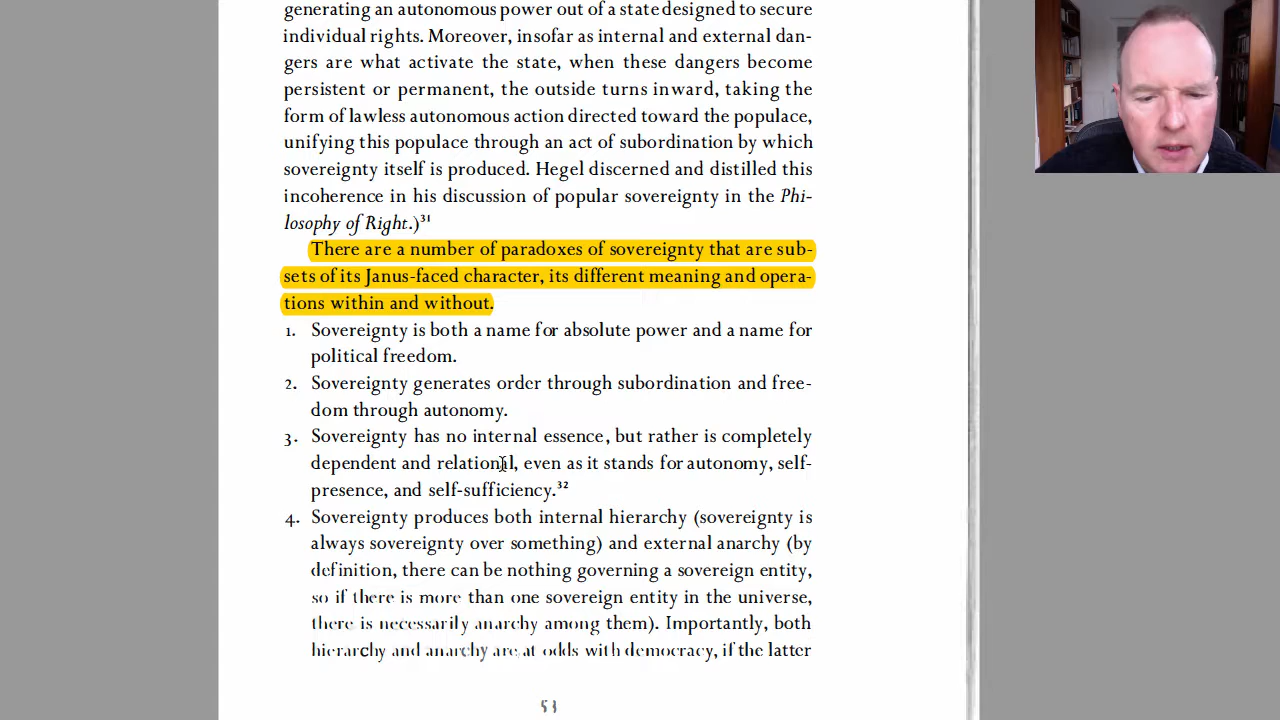 generating an autonomous power out of a state designed to secure
individual rights. Moreover, insofar as internal and external dan-
gers are what activate the state, when these dangers become
persistent or permanent, the outside turns inward, taking the
form of lawless autonomous action directed toward the populace,
unifying this populace through an act of subordination by which
sovereignty itself is produced. Hegel discerned and distilled this
incoherence in his discussion of popular sovereignty in the Phi-
losophy of Right.)³¹
There are a number of paradoxes of sovereignty that are sub-
sets of its Janus-faced character, its different meaning and opera-
tions within and without.
1. Sovereignty is both a name for absolute power and a name for
political freedom.
2. Sovereignty generates order through subordination and free-
dom through autonomy.
3. Sovereignty has no internal essence, but rather is completely
dependent and relational, even as it stands for autonomy, self-
presence, and self-sufficiency.³²
4. Sovereignty produces both internal hierarchy (sovereignty is
always sovereignty over something) and external anarchy (by
definition, there can be nothing governing a sovereign entity,
so if there is more than one sovereign entity in the universe,
there is necessarily anarchy among them). Importantly, both
hierarchy and anarchy are at odds with democracy, if the latter
53